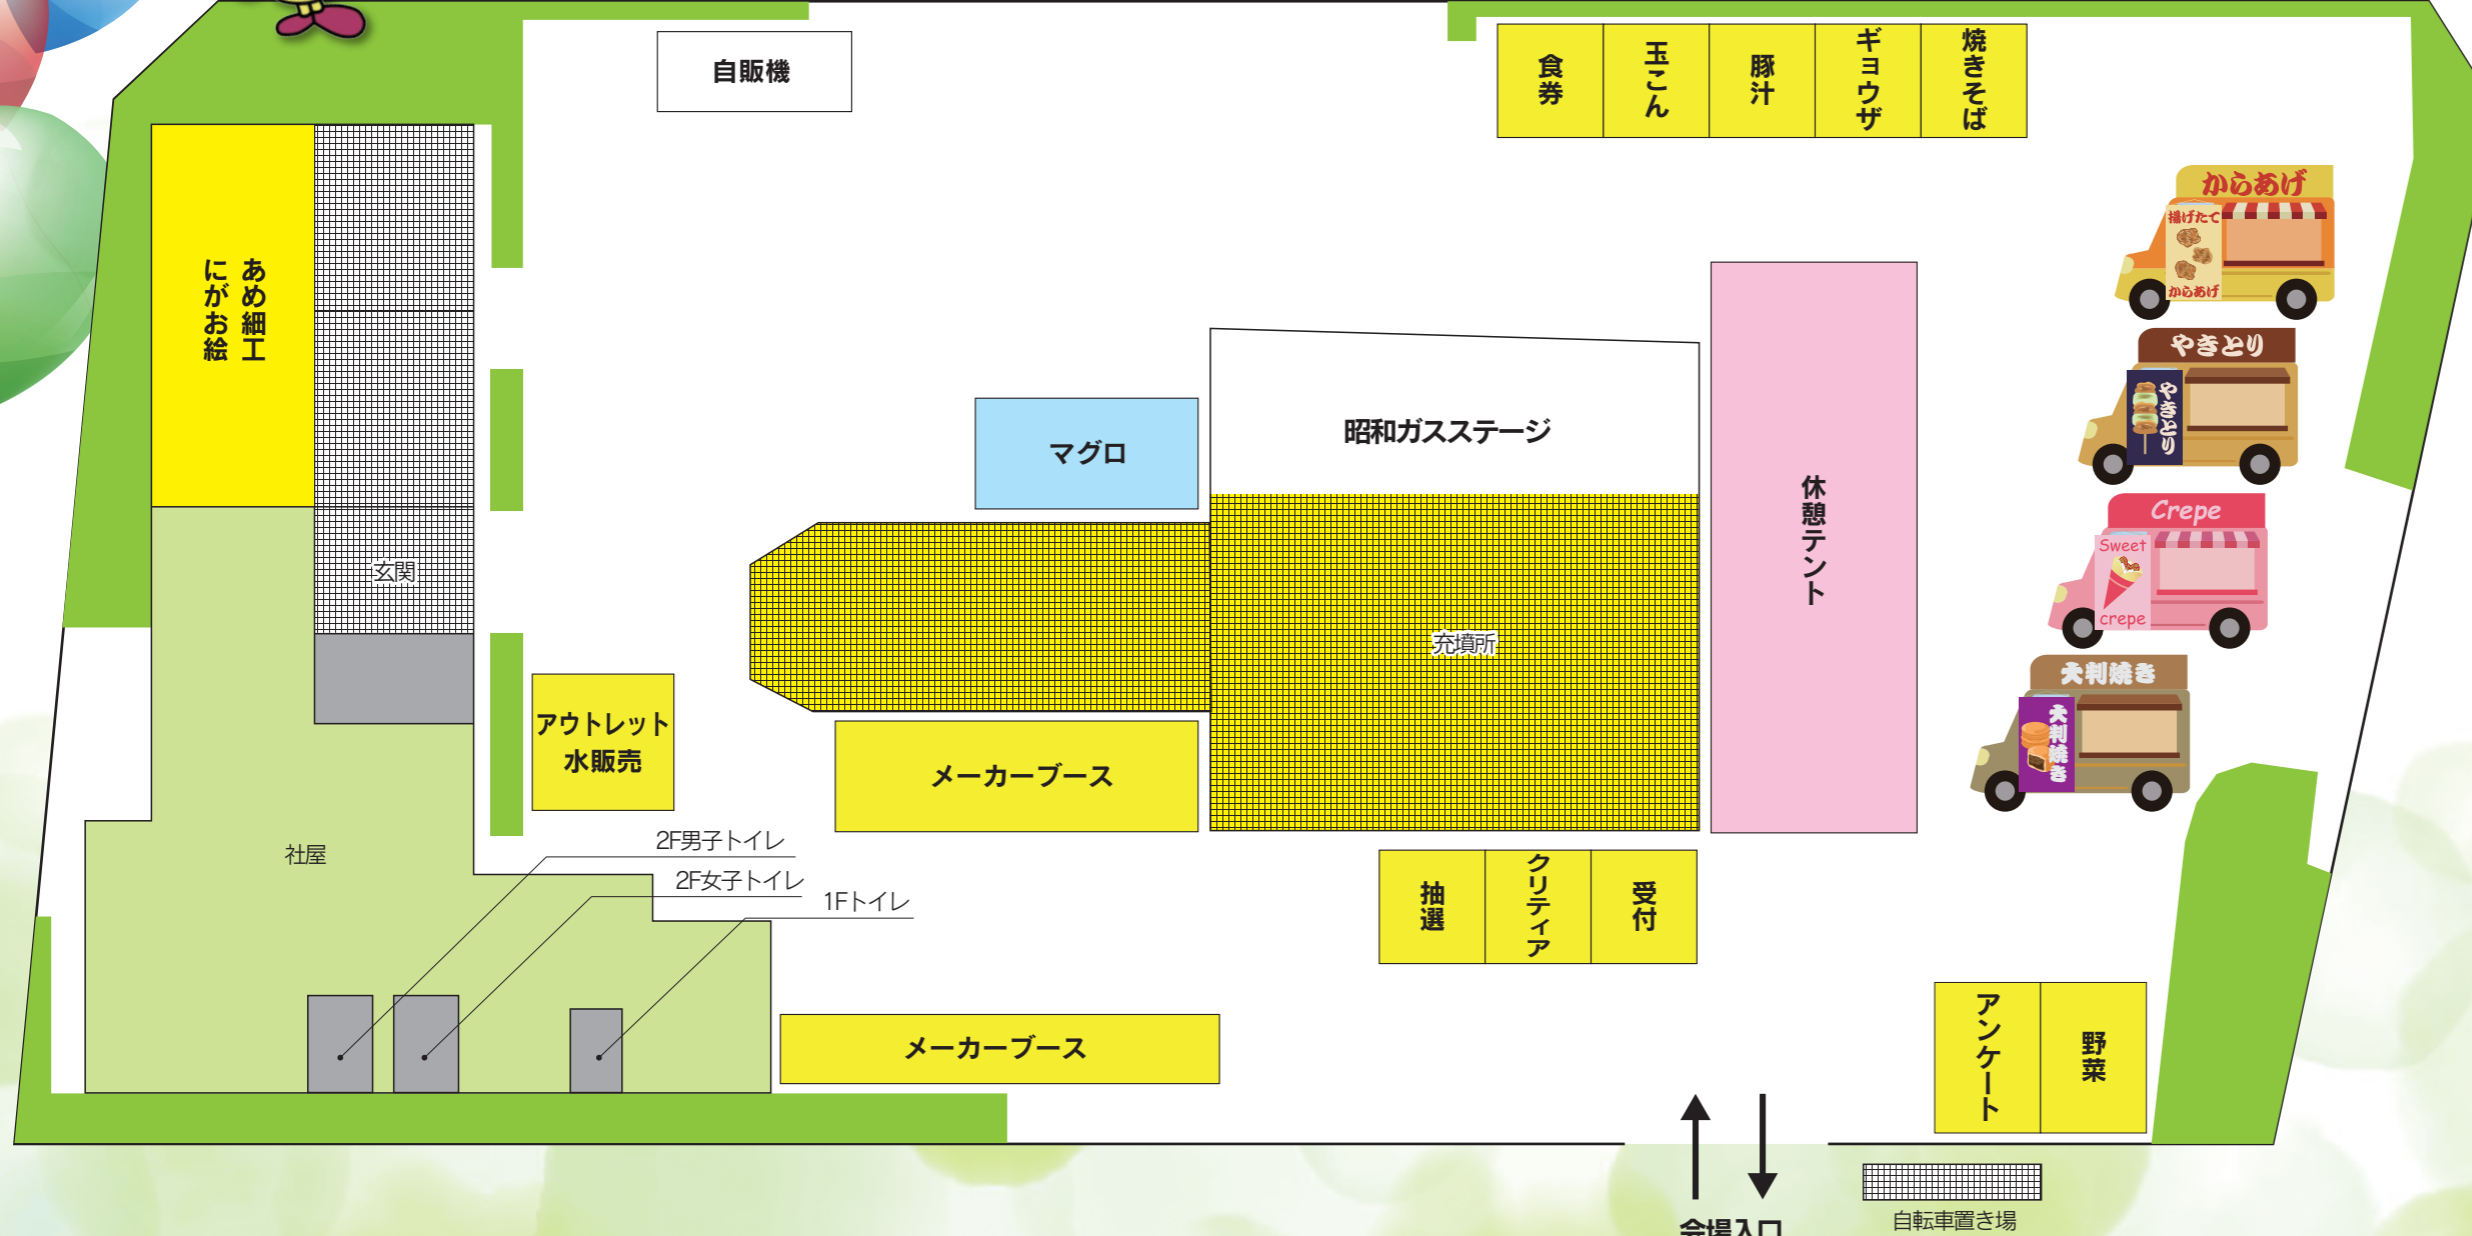 自販機
食券
玉こん
豚汁
ギョウザ
焼きそば
からあげ
揚げたて
からあげ
あめ細工
にがお絵
やきとり
やきとり
マグロ
昭和ガスステージ
休憩テント
Crepe
Sweet
crepe
玄関
充墳所
大判焼き
大判焼き
アウトレット
水販売
メーカーブース
社屋
2F男子トイレ
2F女子トイレ
1Fトイレ
抽選
クリティア
受付
メーカーブース
アンケート
野菜
会場入口
自転車置き場